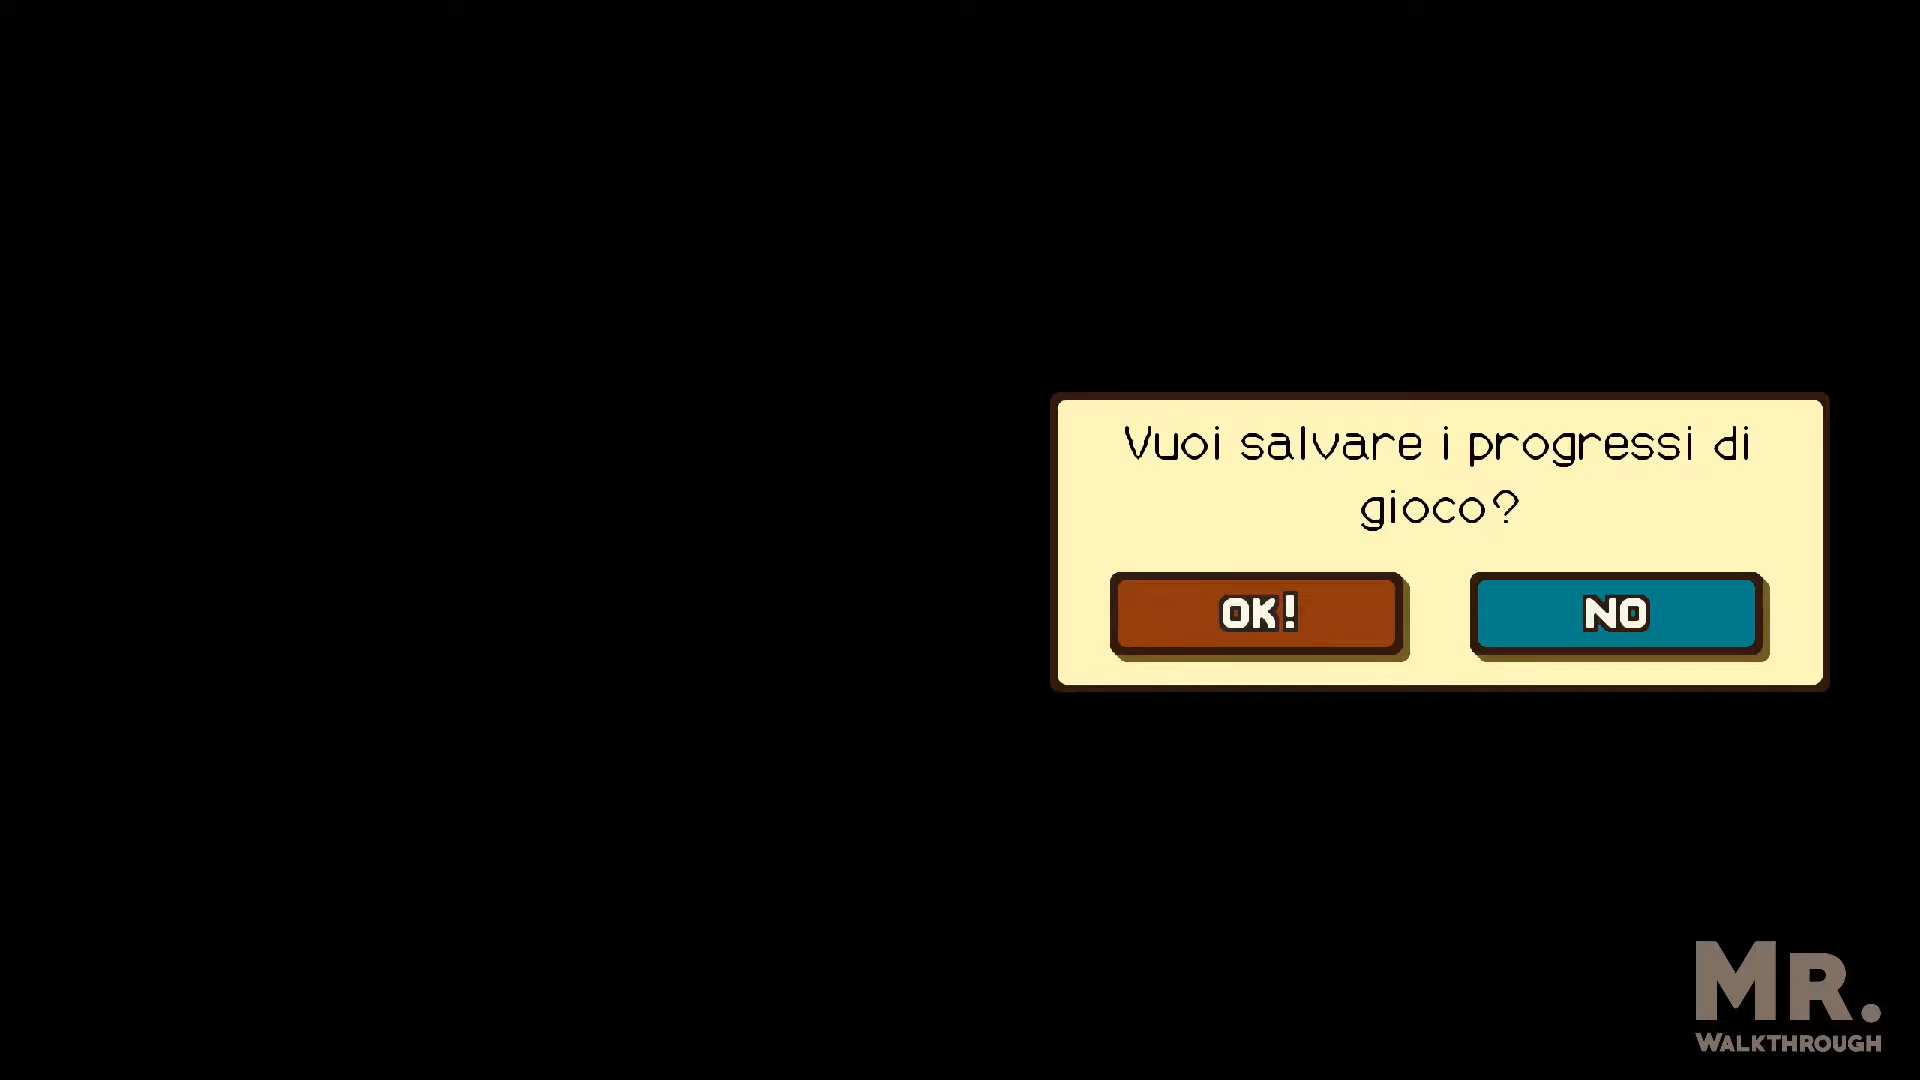 Vuoi salvare i progressi di
gioco?
OK!
NO
MR.
WALKTHROUGH